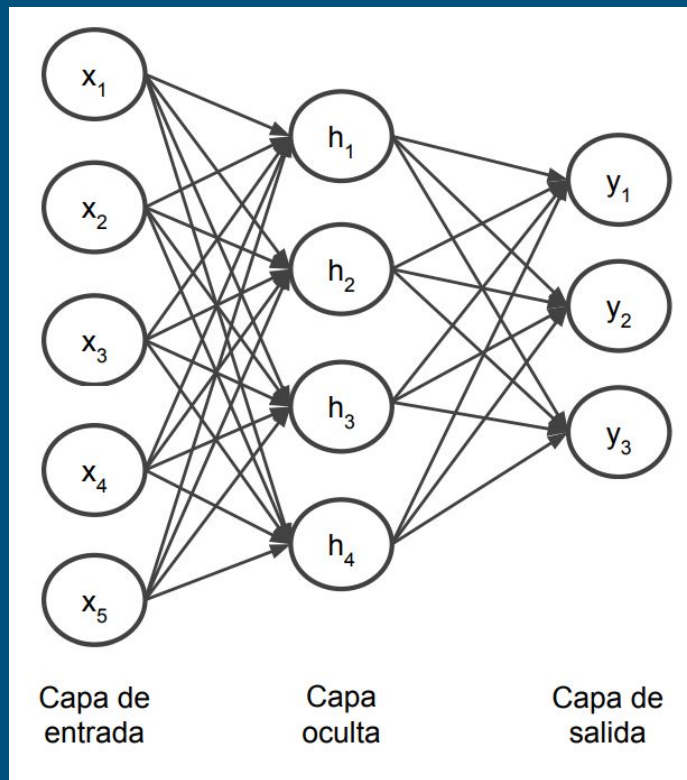 x1
x2
x3
x4
x5
h1
h2
h3
h4
y1
y2
y3
Capa de
entrada
Capa
oculta
Capa de
salida